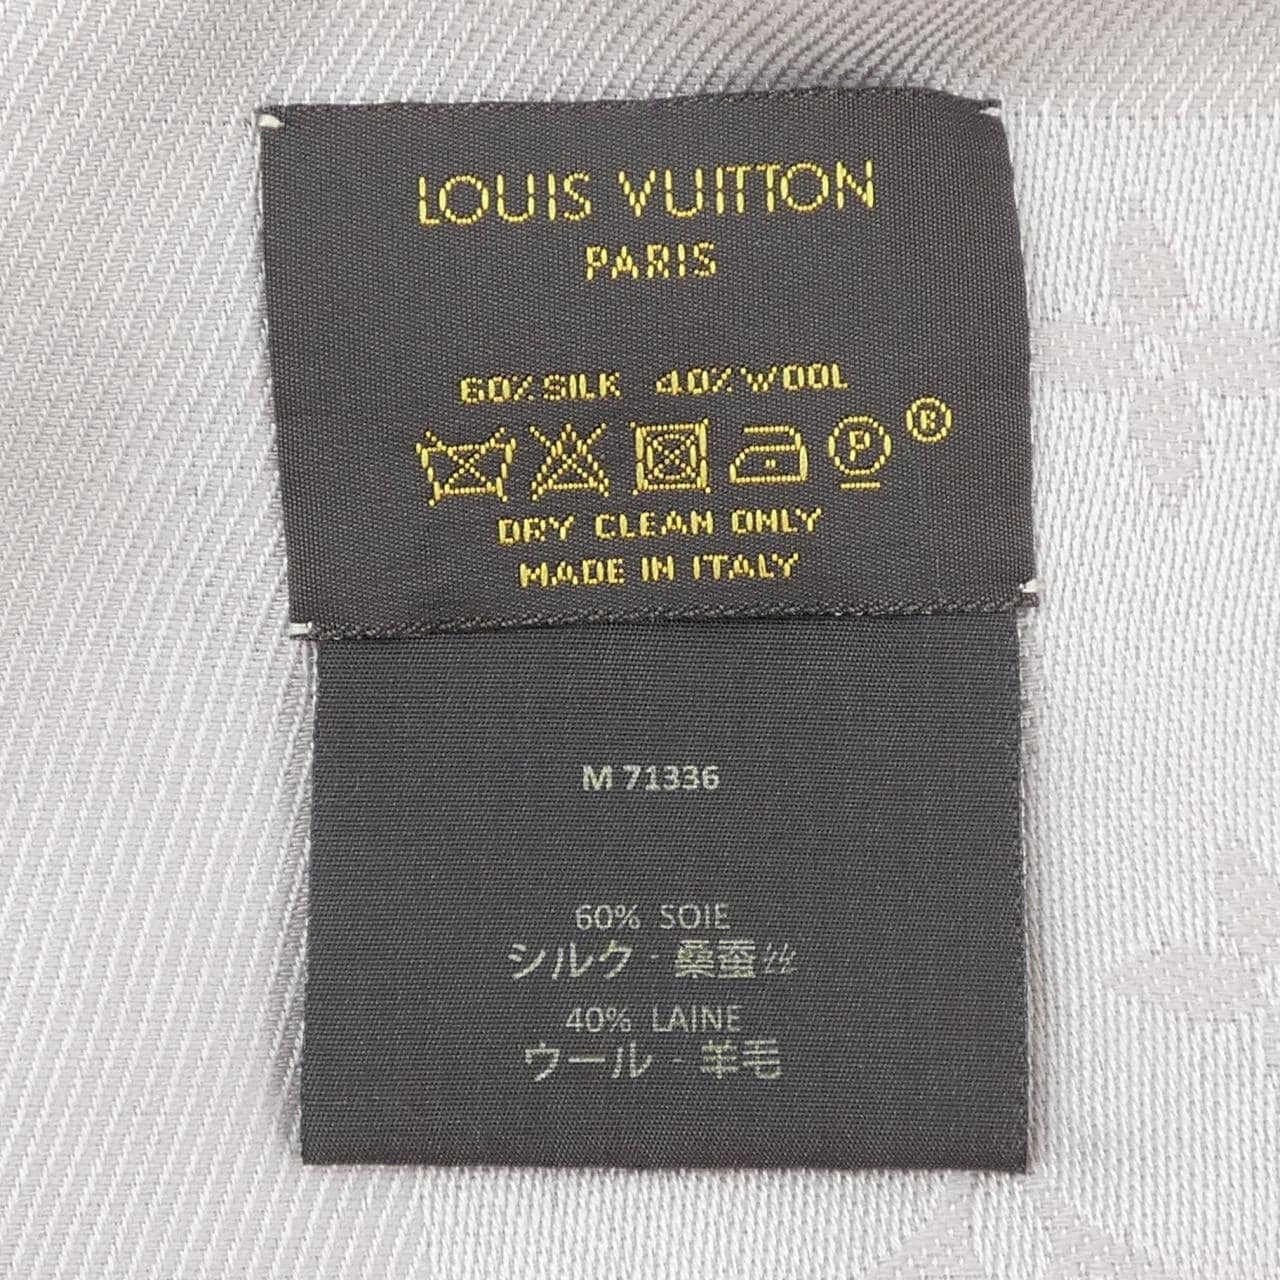 LOUIS VUITTON
PARIS
60% SILK 40% WOOL
P ®
DRY CLEAN ONLY
MADE IN ITALY
M 71336
60% SOIE
シルク · 桑蚕丝
40% LAINE
ウール · 羊毛